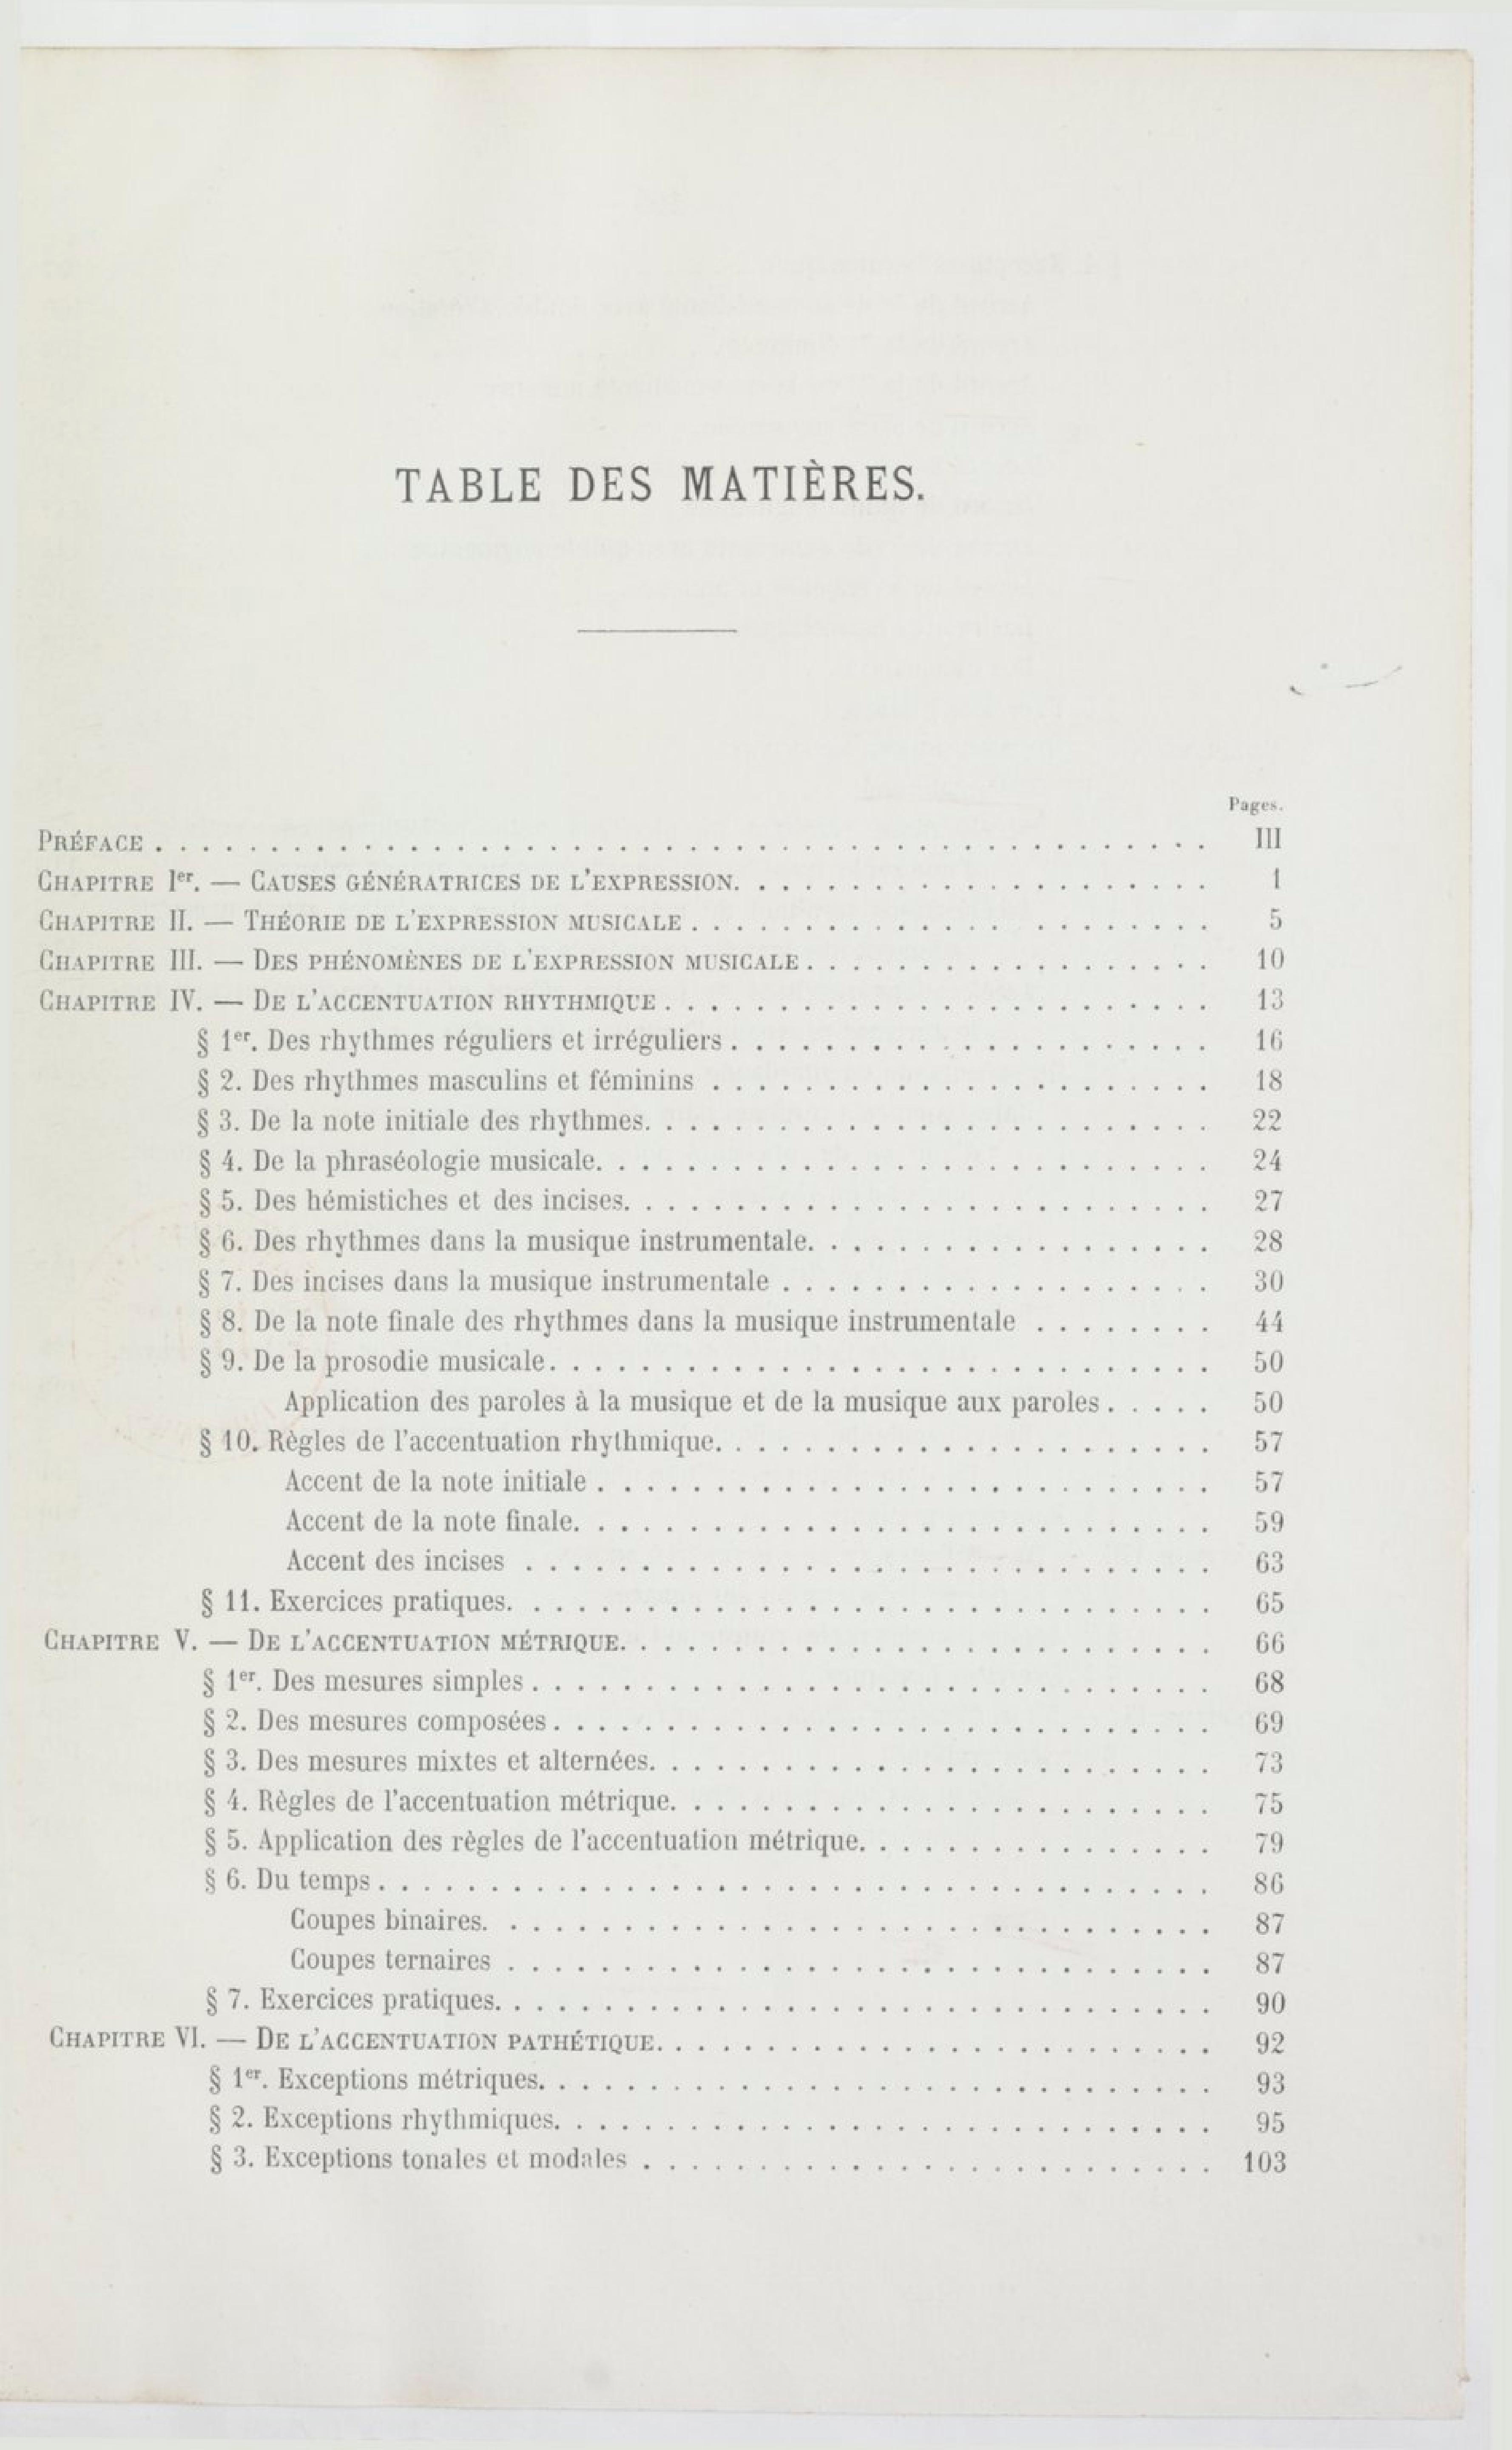 TABLE DES MATIÈRES.
Pages.
PRÉFACE . . . . . . . . . . III
CHAPITRE Ier. — CAUSES GÉNÉRATRICES DE L'EXPRESSION. . . . . . . . . . 1
CHAPITRE II. — THÉORIE DE L'EXPRESSION MUSICALE . . . . . . . . . . 5
CHAPITRE III. — DES PHÉNOMÈNES DE L'EXPRESSION MUSICALE . . . . . . . . . . 10
CHAPITRE IV. — DE L'ACCENTUATION RHYTHMIQUE . . . . . . . . . . 13
§ 1er. Des rhythmes réguliers et irréguliers . . . . . . . . . . 16
§ 2. Des rhythmes masculins et féminins . . . . . . . . . . 18
§ 3. De la note initiale des rhythmes. . . . . . . . . . 22
§ 4. De la phraséologie musicale. . . . . . . . . . 24
§ 5. Des hémistiches et des incises. . . . . . . . . . 27
§ 6. Des rhythmes dans la musique instrumentale. . . . . . . . . . 28
§ 7. Des incises dans la musique instrumentale . . . . . . . . . . 30
§ 8. De la note finale des rhythmes dans la musique instrumentale . . . . . . . . 44
§ 9. De la prosodie musicale. . . . . . . . . . 50
Application des paroles à la musique et de la musique aux paroles . . . . . 50
§ 10. Règles de l'accentuation rhythmique. . . . . . . . . . 57
Accent de la note initiale . . . . . . . . . . 57
Accent de la note finale. . . . . . . . . . 59
Accent des incises . . . . . . . . . . 63
§ 11. Exercices pratiques. . . . . . . . . . 65
CHAPITRE V. — DE L'ACCENTUATION MÉTRIQUE. . . . . . . . . . 66
§ 1er. Des mesures simples . . . . . . . . . . 68
§ 2. Des mesures composées . . . . . . . . . . 69
§ 3. Des mesures mixtes et alternées. . . . . . . . . . 73
§ 4. Règles de l'accentuation métrique. . . . . . . . . . 75
§ 5. Application des règles de l'accentuation métrique. . . . . . . . . . 79
§ 6. Du temps . . . . . . . . . . 86
Coupes binaires. . . . . . . . . . 87
Coupes ternaires . . . . . . . . . . 87
§ 7. Exercices pratiques. . . . . . . . . . 90
CHAPITRE VI. — DE L'ACCENTUATION PATHÉTIQUE. . . . . . . . . . 92
§ 1er. Exceptions métriques. . . . . . . . . . 93
§ 2. Exceptions rhythmiques. . . . . . . . . . 95
§ 3. Exceptions tonales et modales . . . . . . . . . . 103